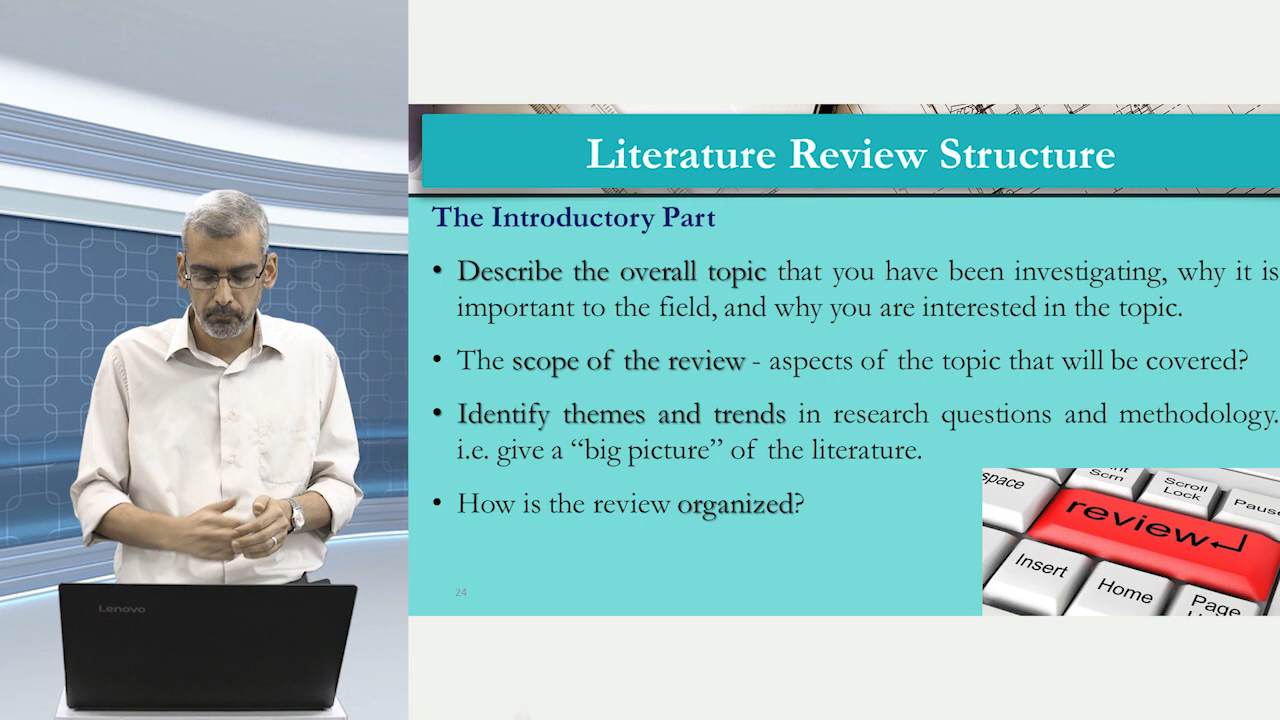 Literature Review Structure
The Introductory Part
• Describe the overall topic that you have been investigating, why it is
important to the field, and why you are interested in the topic.
• The scope of the review - aspects of the topic that will be covered?
• Identify themes and trends in research questions and methodology.
i.e. give a “big picture” of the literature.
• How is the review organized?
24
Scrn
Scroll
Lock
Pause
space
review
Insert
Home
Page
Lenovo